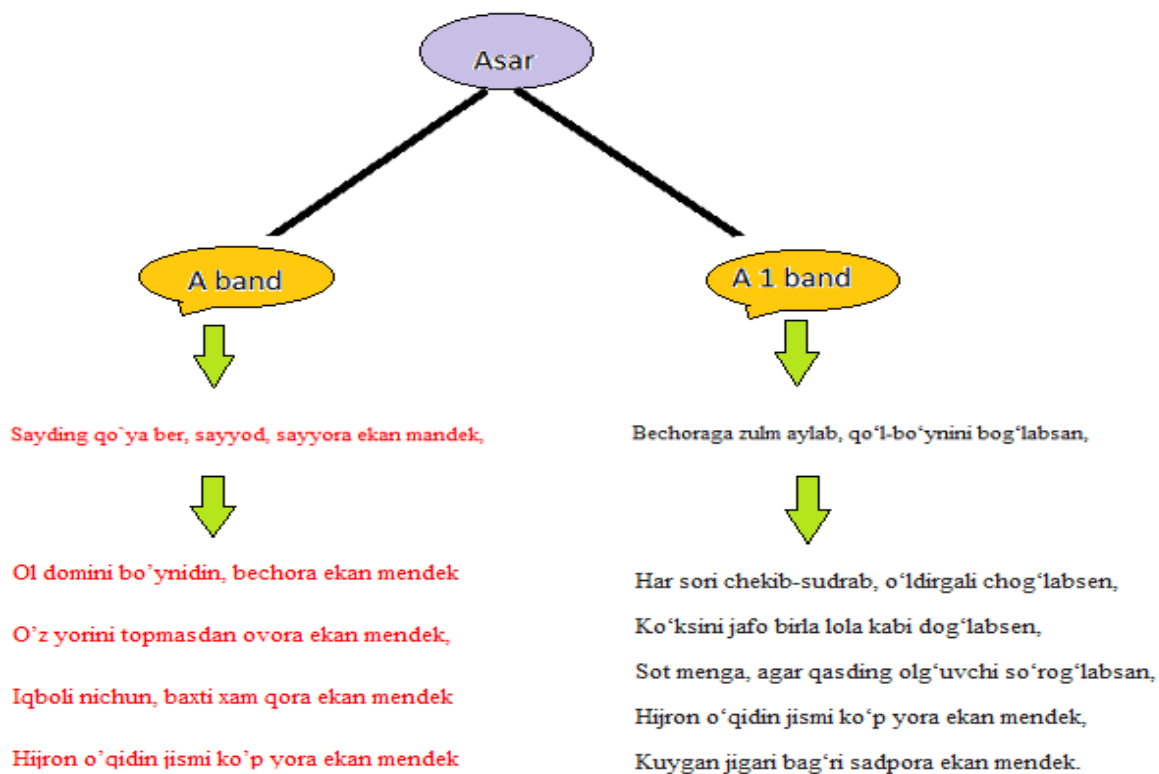 Asar
A band
A 1 band
Sayding qo`ya ber, sayyod, sayyora ekan mandek,
Ol domini bo’ynidin, bechora ekan mendek
O’z yorini topmasdan ovora ekan mendek,
Iqboli nichun, baxti xam qora ekan mendek
Hijron o’qidin jismi ko’p yora ekan mendek
Bechoraga zulm aylab, qo‘l-bo‘ynini bog‘labsan,
Har sori chekib-sudrab, o‘ldirgali chog‘labsen,
Ko‘ksini jafo birla lola kabi dog‘labsen,
Sot menga, agar qasding olg‘uvchi so‘rog‘labsan,
Hijron o‘qidin jismi ko‘p yora ekan mendek,
Kuygan jigari bag‘ri sadpora ekan mendek.